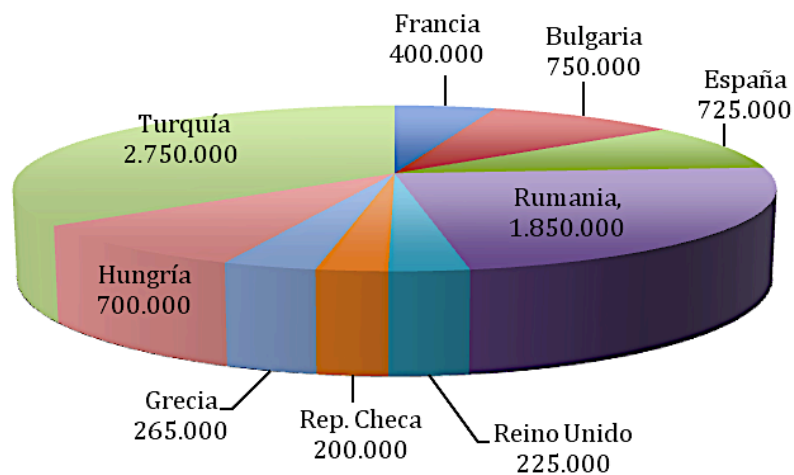 Francia
400.000
Bulgaria
750.000
España
725.000
Turquía
2.750.000
Rumania,
1.850.000
Hungría
700.000
Grecia
265.000
Rep. Checa
200.000
Reino Unido
225.000